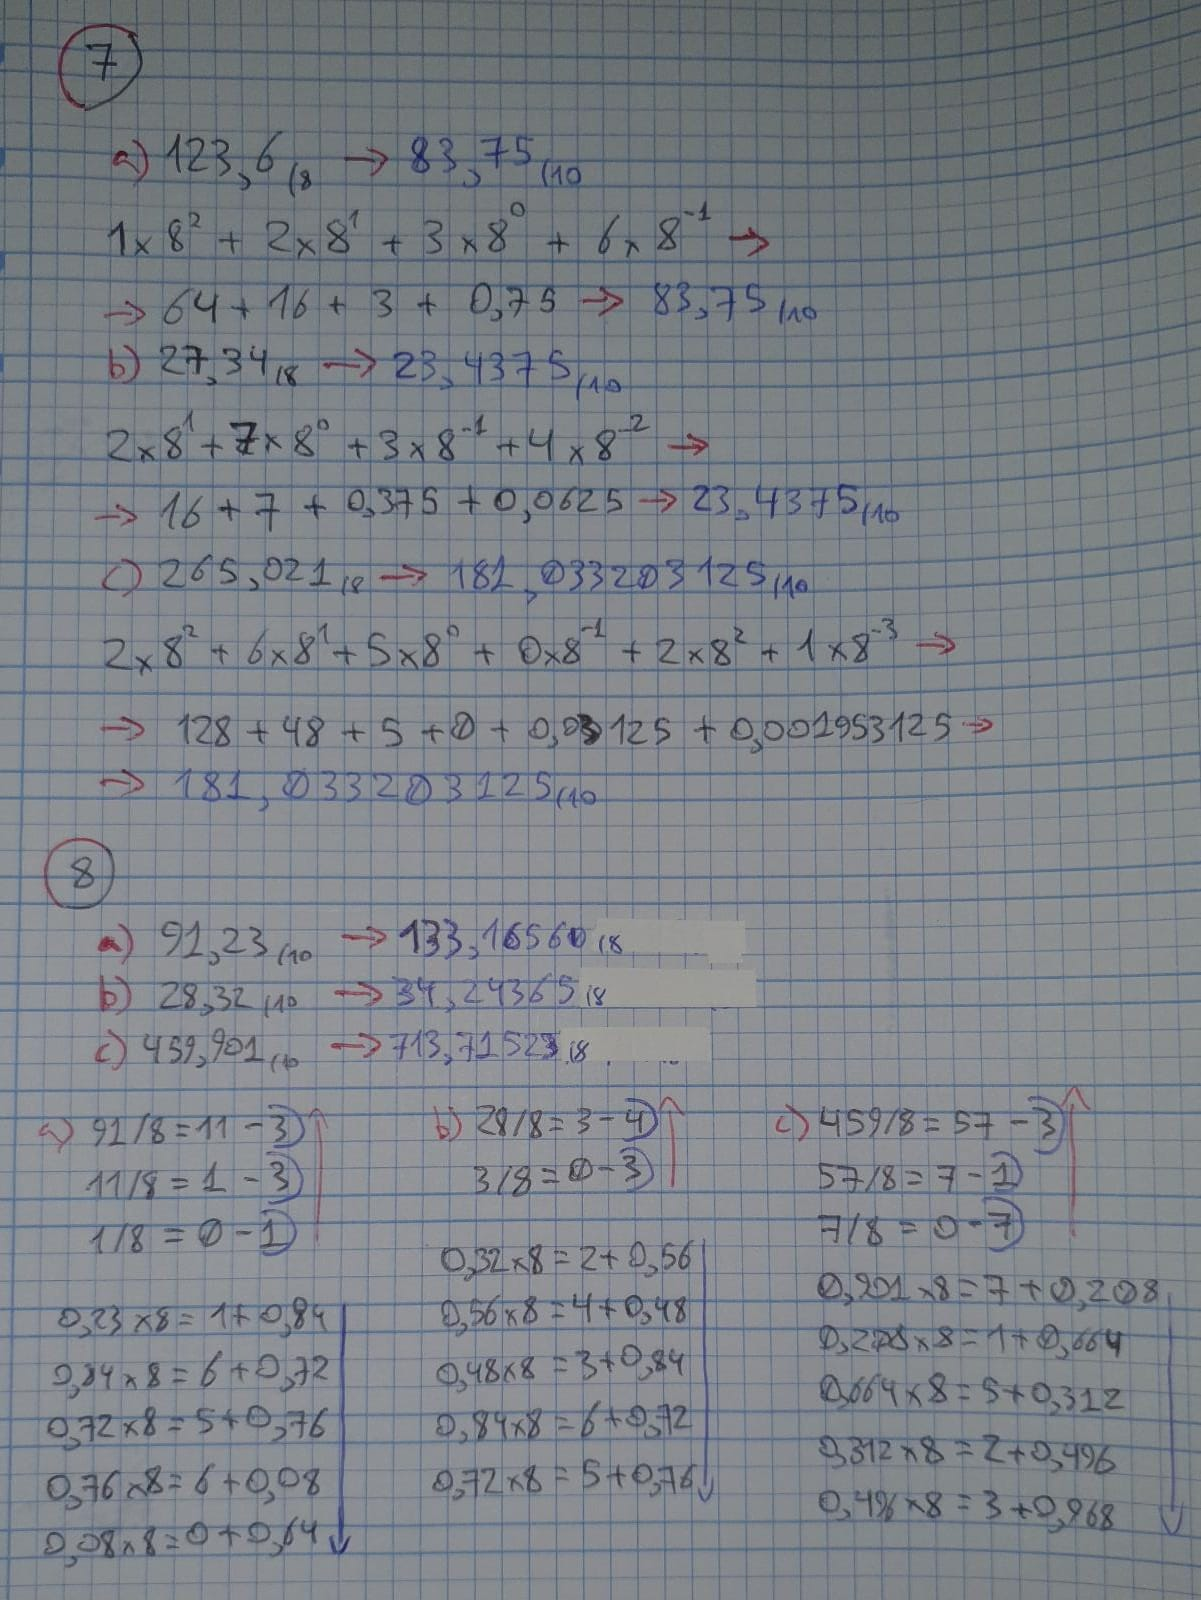 7
a) 123,6(8 → 83,75(10
1x8² + 2x8¹ + 3x8⁰ + 6x8⁻¹ →
→ 64 + 16 + 3 + 0,75 → 83,75(10
b) 27,34(8 → 23,4375(10
2x8¹ + 7x8⁰ + 3x8⁻¹ + 4x8⁻² →
→ 16 + 7 + 0,375 + 0,0625 → 23,4375(10
c) 265,021(8 → 181,033203125(10
2x8² + 6x8¹ + 5x8⁰ + 0x8⁻¹ + 2x8² + 1x8⁻³ →
→ 128 + 48 + 5 + 0 + 0,03125 + 0,001953125 →
→ 181,033203125(10
8
a) 91,23(10 → 133,16560(8
b) 28,32(10 → 34,24365(8
c) 459,901(10 → 713,71523(8
a) 91/8 = 11 - 3
11/8 = 1 - 3
1/8 = 0 - 1
0,23x8 = 1 + 0,84
0,84x8 = 6 + 0,72
0,72x8 = 5 + 0,76
0,76x8 = 6 + 0,08
0,08x8 = 0 + 0,64
b) 28/8 = 3 - 4
3/8 = 0 - 3
0,32x8 = 2 + 0,56
0,56x8 = 4 + 0,48
0,48x8 = 3 + 0,84
0,84x8 = 6 + 0,72
0,72x8 = 5 + 0,76
c) 459/8 = 57 - 3
57/8 = 7 - 1
7/8 = 0 - 7
0,901x8 = 7 + 0,208
0,208x8 = 1 + 0,664
0,664x8 = 5 + 0,312
0,312x8 = 2 + 0,496
0,496x8 = 3 + 0,968